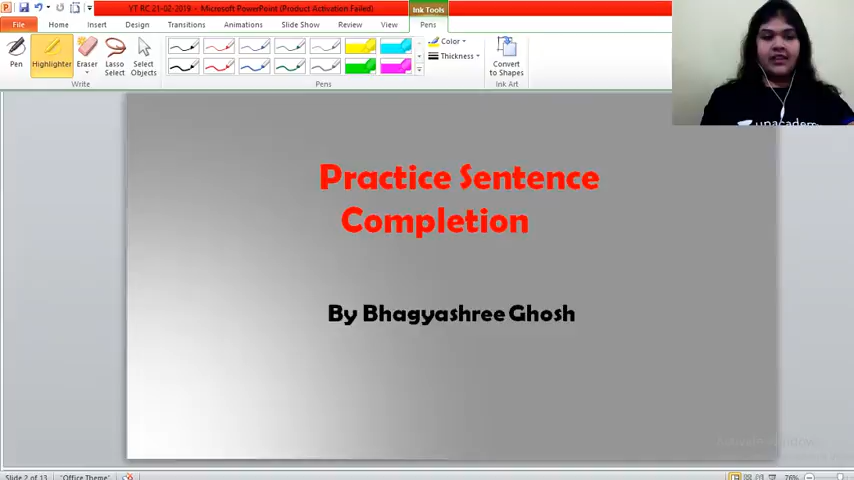 YT RC 21-02-2019 - Microsoft PowerPoint (Product Activation Failed)
Ink Tools
File Home Insert Design Transitions Animations Slide Show Review View Pens
Pen Highlighter Eraser Lasso Select Select Objects
Color
Thickness
Convert to Shapes
Write Pens Ink Art
unacadem
Practice Sentence
Completion
By Bhagyashree Ghosh
Slide 2 of 13 "Office Theme" 76%